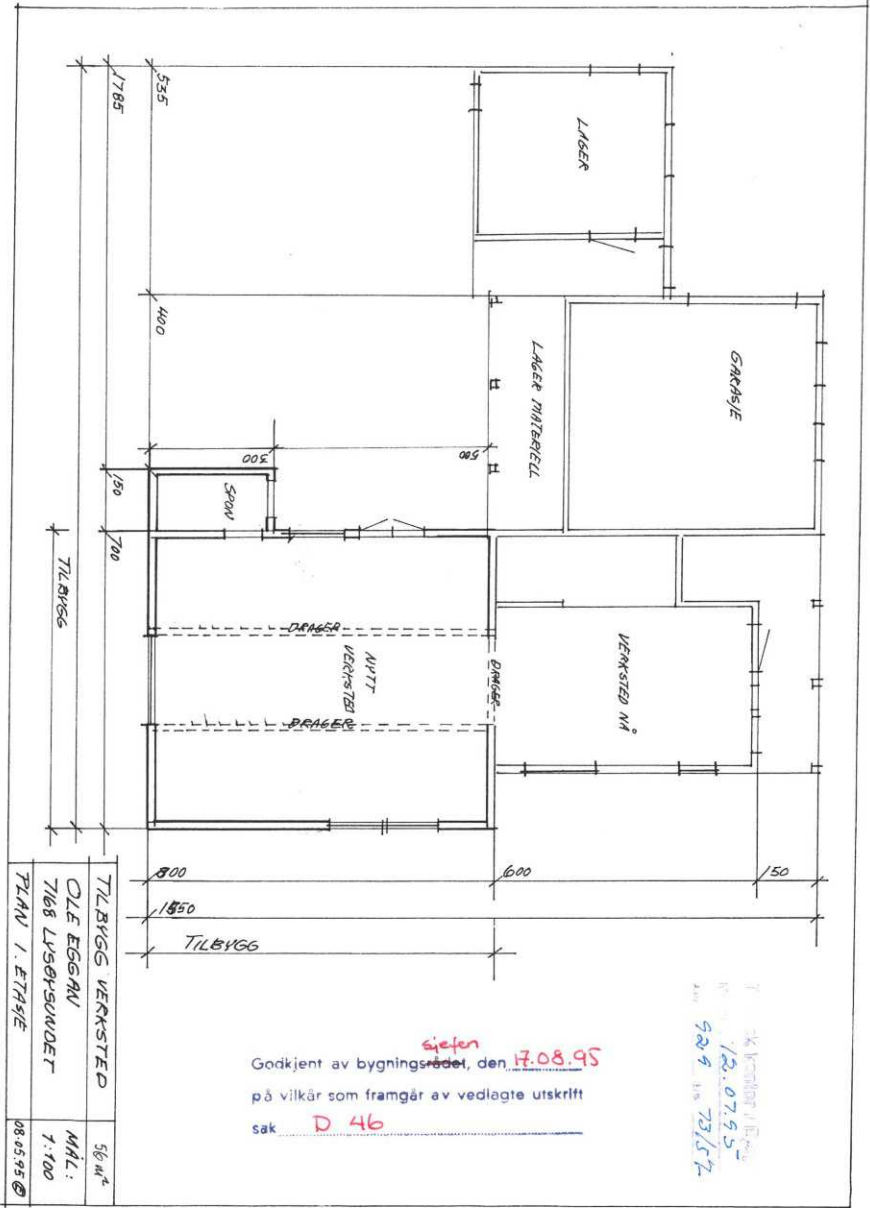 LAGER
GARASJE
LAGER MATERIELL
SPON
VERKSTED NÅ
NYTT
VERKSTED
DRAGER
DRAGER
DRAGER
535
400
150
700
1785
TILBYGG
300
500
800
600
150
1550
TILBYGG
TILBYGG VERKSTED 56 m²
OLE EGGAN MÅL:
7168 LYSØYSUNDET 1:100
PLAN 1. ETASJE 08.05.95
sjefen
Godkjent av bygningsrådet, den 17.08.95
på vilkår som framgår av vedlagte utskrift
sak D 46
12.07.95
73/57